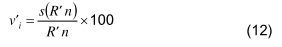 v'ᵢ = s(R' n) / R' n × 100 (12)